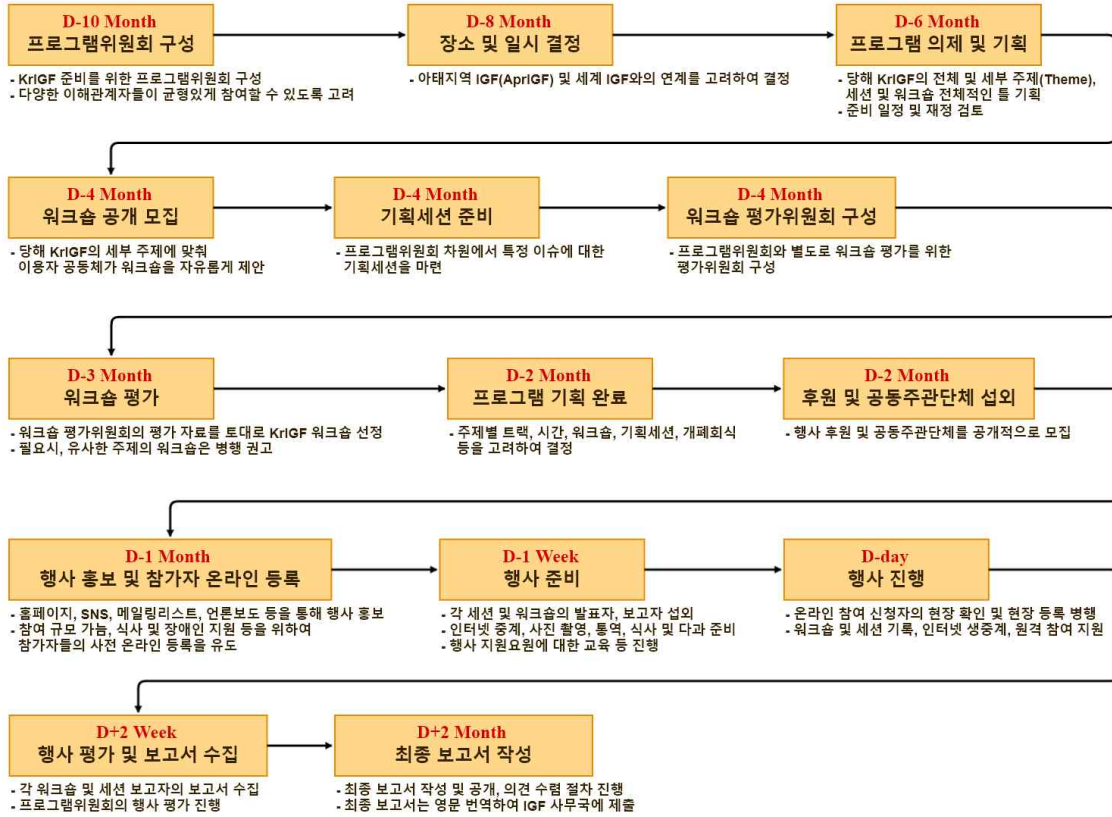 D-10 Month
프로그램위원회 구성
- KrIGF 준비를 위한 프로그램위원회 구성
- 다양한 이해관계자들이 균형있게 참여할 수 있도록 고려
D-8 Month
장소 및 일시 결정
- 아태지역 IGF(AprIGF) 및 세계 IGF와의 연계를 고려하여 결정
D-6 Month
프로그램 의제 및 기획
- 당해 KrIGF의 전체 및 세부 주제(Theme),
세션 및 워크숍 전체적인 틀 기획
- 준비 일정 및 재정 검토
D-4 Month
워크숍 공개 모집
- 당해 KrIGF의 세부 주제에 맞춰
이용자 공동체가 워크숍을 자유롭게 제안
D-4 Month
기획세션 준비
- 프로그램위원회 차원에서 특정 이슈에 대한
기획세션을 마련
D-4 Month
워크숍 평가위원회 구성
- 프로그램위원회와 별도로 워크숍 평가를 위한
평가위원회 구성
D-3 Month
워크숍 평가
- 워크숍 평가위원회의 평가 자료를 토대로 KrIGF 워크숍 선정
- 필요시, 유사한 주제의 워크숍은 병행 권고
D-2 Month
프로그램 기획 완료
- 주제별 트랙, 시간, 워크숍, 기획세션, 개폐회식
등을 고려하여 결정
D-2 Month
후원 및 공동주관단체 섭외
- 행사 후원 및 공동주관단체를 공개적으로 모집
D-1 Month
행사 홍보 및 참가자 온라인 등록
- 홈페이지, SNS, 메일링리스트, 언론보도 등을 통해 행사 홍보
- 참여 규모 가늠, 식사 및 장애인 지원 등을 위하여
참가자들의 사전 온라인 등록을 유도
D-1 Week
행사 준비
- 각 세션 및 워크숍의 발표자, 보고자 섭외
- 인터넷 중계, 사진 촬영, 통역, 식사 및 다과 준비
- 행사 지원요원에 대한 교육 등 진행
D-day
행사 진행
- 온라인 참여 신청자의 현장 확인 및 현장 등록 병행
- 워크숍 및 세션 기록, 인터넷 생중계, 원격 참여 지원
D+2 Week
행사 평가 및 보고서 수집
- 각 워크숍 및 세션 보고자의 보고서 수집
- 프로그램위원회의 행사 평가 진행
D+2 Month
최종 보고서 작성
- 최종 보고서 작성 및 공개, 의견 수렴 절차 진행
- 최종 보고서는 영문 번역하여 IGF 사무국에 제출